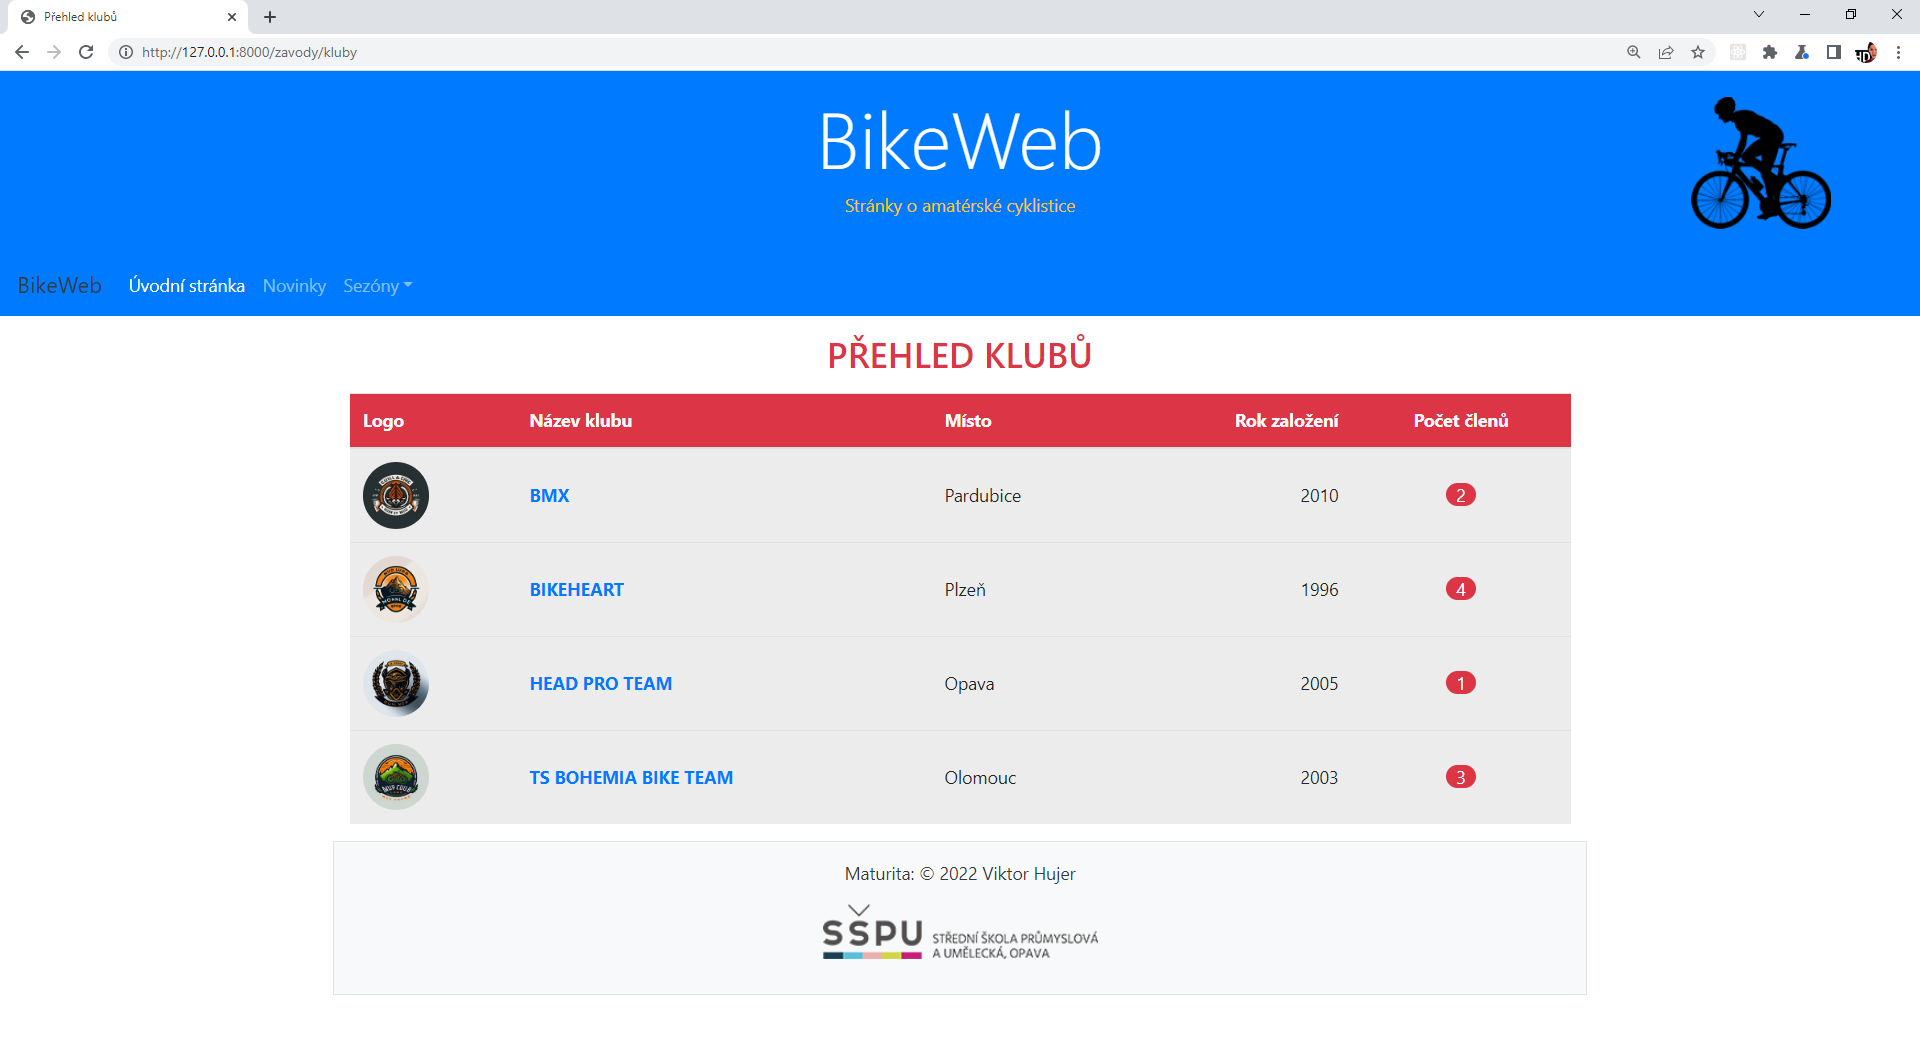 Přehled klubů
http://127.0.0.1:8000/zavody/kluby
BikeWeb
Stránky o amatérské cyklistice
BikeWeb Úvodní stránka Novinky Sezóny
PŘEHLED KLUBŮ
Logo Název klubu Místo Rok založení Počet členů
BMX Pardubice 2010 2
BIKEHEART Plzeň 1996 4
HEAD PRO TEAM Opava 2005 1
TS BOHEMIA BIKE TEAM Olomouc 2003 3
Maturita: © 2022 Viktor Hujer
SŠPU STŘEDNÍ ŠKOLA PRŮMYSLOVÁ
A UMĚLECKÁ, OPAVA